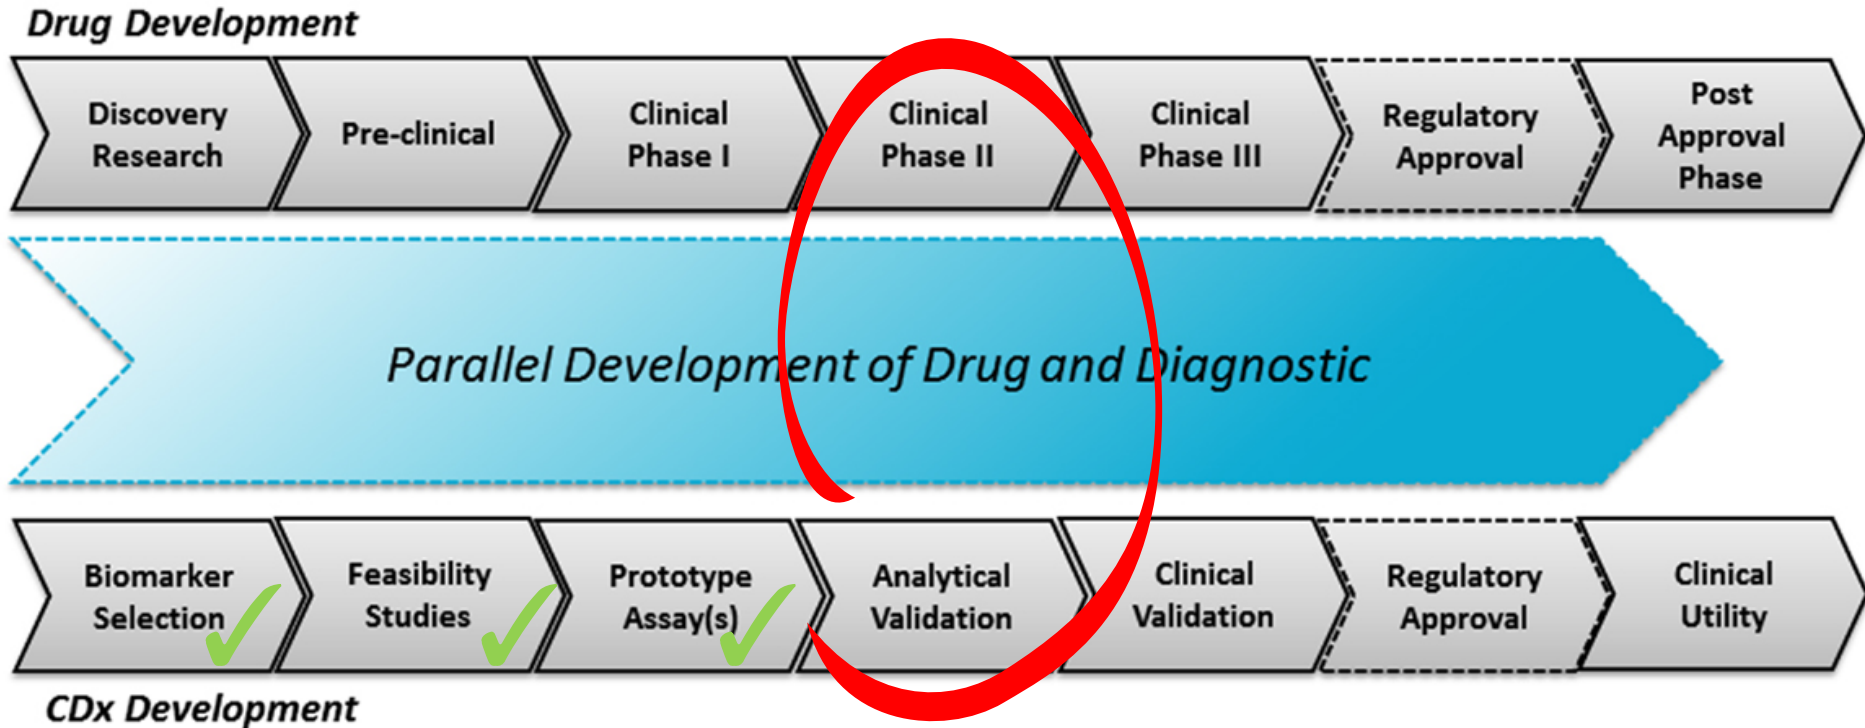 Drug Development
Discovery
Research
Pre-clinical
Clinical
Phase I
Clinical
Phase II
Clinical
Phase III
Regulatory
Approval
Post
Approval
Phase
Parallel Development of Drug and Diagnostic
Biomarker
Selection
Feasibility
Studies
Prototype
Assay(s)
Analytical
Validation
Clinical
Validation
Regulatory
Approval
Clinical
Utility
CDx Development